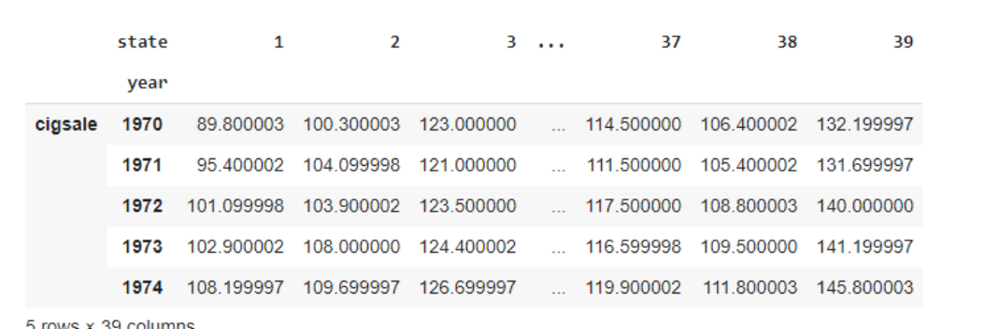 state 1 2 3 ... 37 38 39
year
cigsale 1970 89.800003 100.300003 123.000000 ... 114.500000 106.400002 132.199997
1971 95.400002 104.099998 121.000000 ... 111.500000 105.400002 131.699997
1972 101.099998 103.900002 123.500000 ... 117.500000 108.800003 140.000000
1973 102.900002 108.000000 124.400002 ... 116.599998 109.500000 141.199997
1974 108.199997 109.699997 126.699997 ... 119.900002 111.800003 145.800003
5 rows × 39 columns